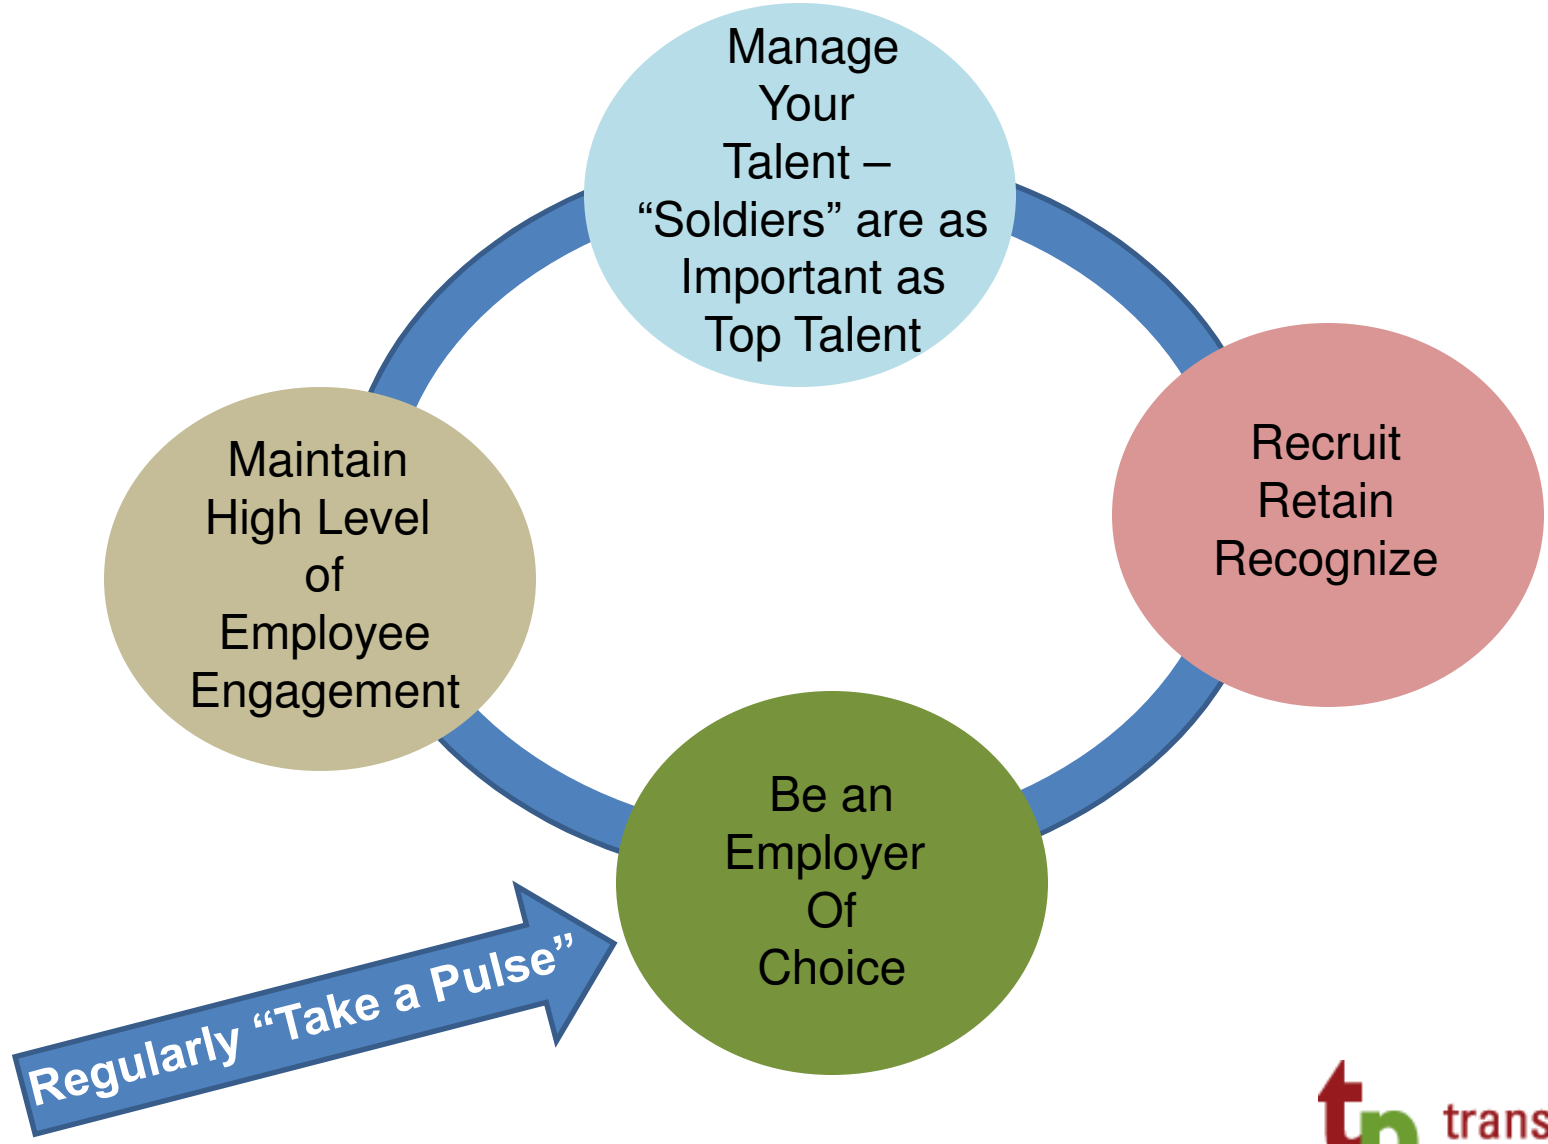 Manage
Your
Talent –
“Soldiers” are as
Important as
Top Talent
Recruit
Retain
Recognize
Maintain
High Level
of
Employee
Engagement
Be an
Employer
Of
Choice
Regularly “Take a Pulse”
trans